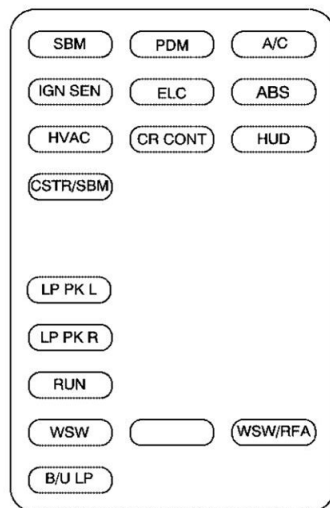 SBM PDM A/C
IGN SEN ELC ABS
HVAC CR CONT HUD
CSTR/SBM
LP PK L
LP PK R
RUN
WSW WSW/RFA
B/U LP